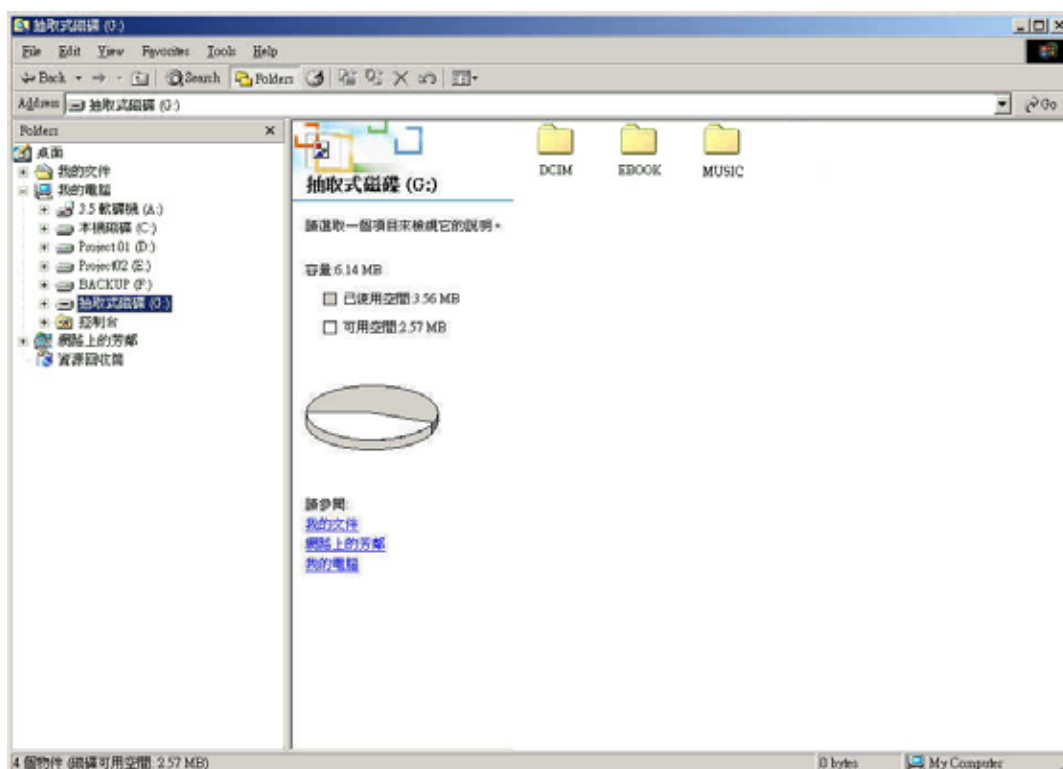 抽取式磁碟 (G:)
File Edit View Favorites Tools Help
Back Search Folders
Address 抽取式磁碟 (G:) Go
Folders
桌面
我的文件
我的電腦
3.5 軟碟機 (A:)
本機磁碟 (C:)
Project01 (D:)
Project02 (E:)
BACKUP (F:)
抽取式磁碟 (G:)
控制台
網路上的芳鄰
資源回收筒
抽取式磁碟 (G:)
請選取一個項目來檢視它的說明。
容量:6.14 MB
已使用空間:3.56 MB
可用空間:2.57 MB
請參閱:
我的文件
網路上的芳鄰
我的電腦
DCIM EBOOK MUSIC
4 個物件 (磁碟可用空間: 2.57 MB) 0 bytes My Computer